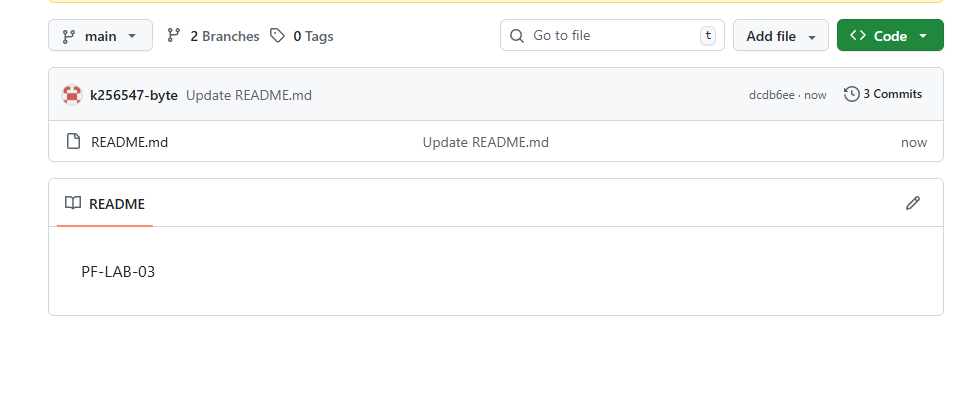 main 2 Branches 0 Tags Go to file t Add file Code
k256547-byte Update README.md dcdb6ee · now 3 Commits
README.md Update README.md now
README
PF-LAB-03